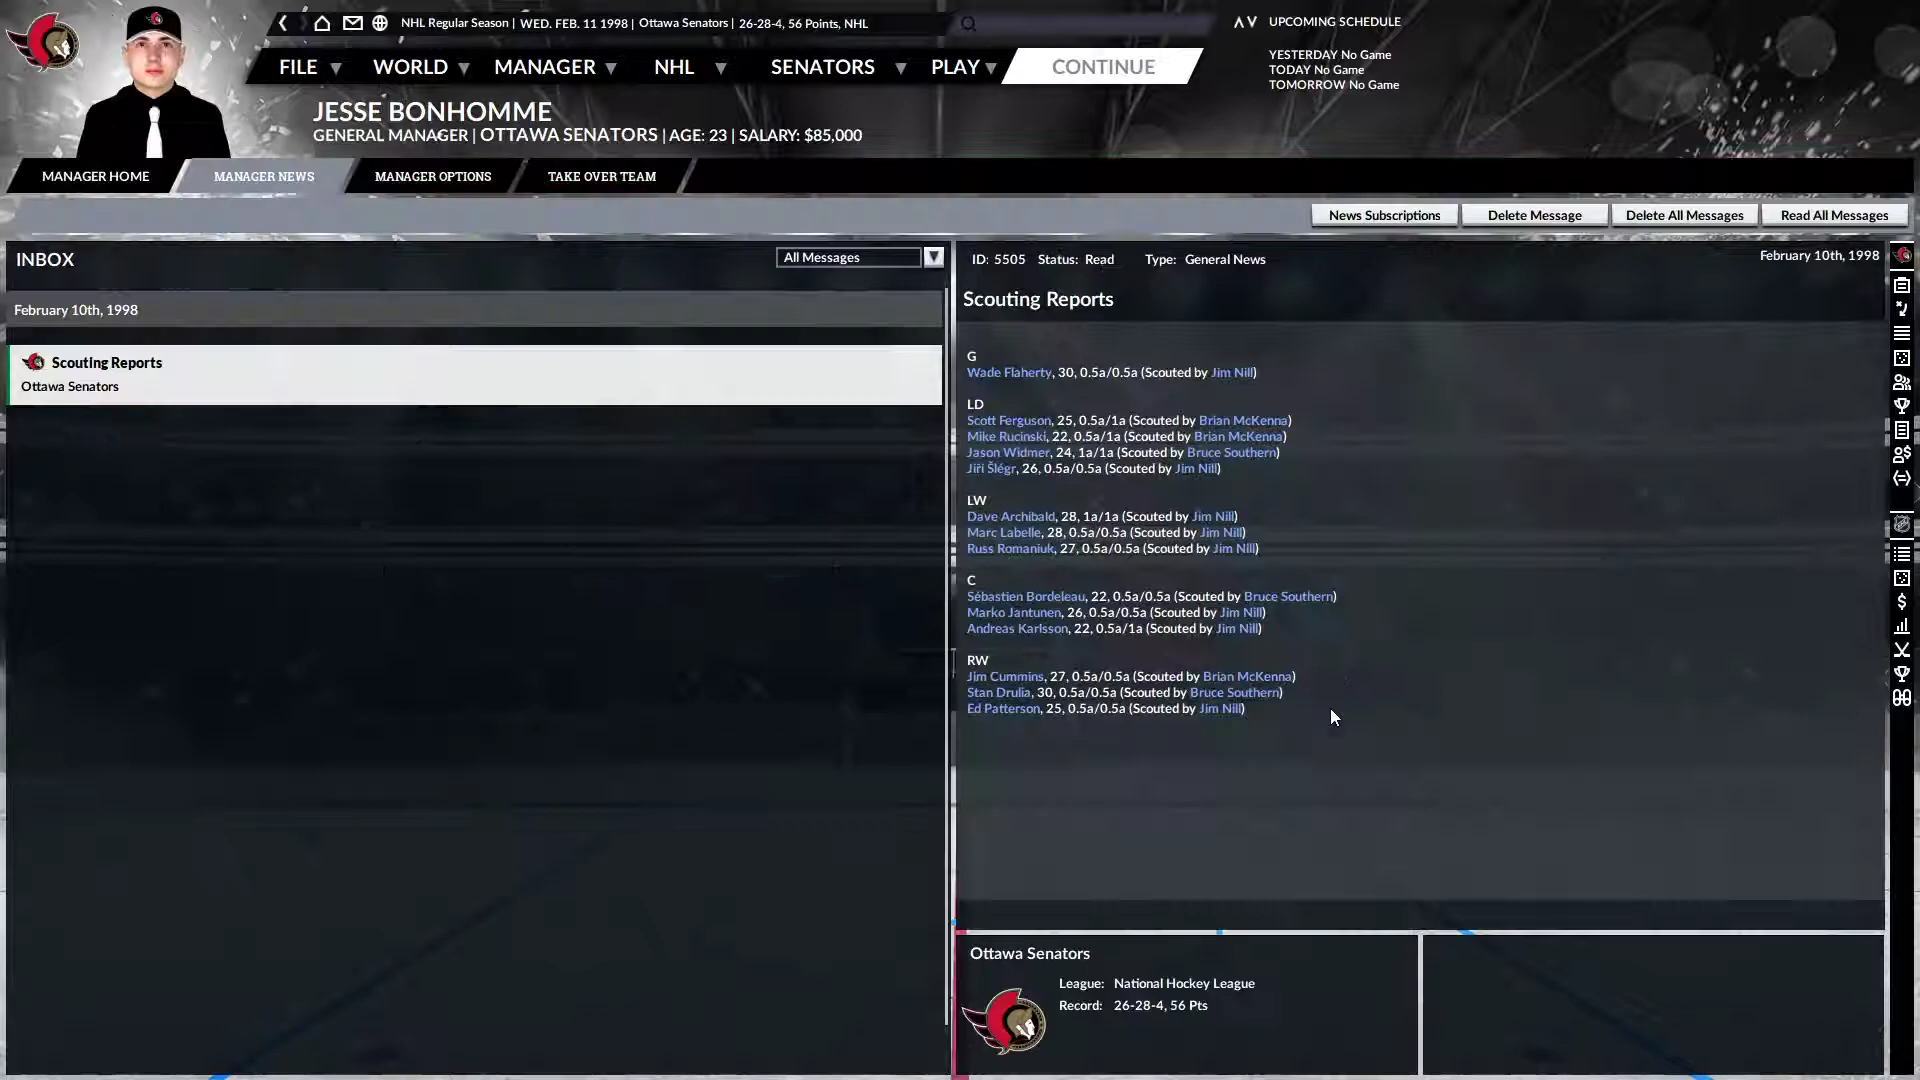 NHL Regular Season | WED. FEB. 11 1998 | Ottawa Senators | 26-28-4, 56 Points, NHL
UPCOMING SCHEDULE
YESTERDAY No Game
TODAY No Game
TOMORROW No Game
FILE WORLD MANAGER NHL SENATORS PLAY CONTINUE
JESSE BONHOMME
GENERAL MANAGER | OTTAWA SENATORS | AGE: 23 | SALARY: $85,000
MANAGER HOME MANAGER NEWS MANAGER OPTIONS TAKE OVER TEAM
News Subscriptions Delete Message Delete All Messages Read All Messages
INBOX
All Messages
February 10th, 1998
Scouting Reports
Ottawa Senators
ID: 5505 Status: Read Type: General News
February 10th, 1998
Scouting Reports
G
Wade Flaherty, 30, 0.5a/0.5a (Scouted by Jim Nill)
LD
Scott Ferguson, 25, 0.5a/1a (Scouted by Brian McKenna)
Mike Rucinski, 22, 0.5a/1a (Scouted by Brian McKenna)
Jason Widmer, 24, 1a/1a (Scouted by Bruce Southern)
Jiři Šlégr, 26, 0.5a/0.5a (Scouted by Jim Nill)
LW
Dave Archibald, 28, 1a/1a (Scouted by Jim Nill)
Marc Labelle, 28, 0.5a/0.5a (Scouted by Jim Nill)
Russ Romaniuk, 27, 0.5a/0.5a (Scouted by Jim Nill)
C
Sébastien Bordeleau, 22, 0.5a/0.5a (Scouted by Bruce Southern)
Marko Jantunen, 26, 0.5a/0.5a (Scouted by Jim Nill)
Andreas Karlsson, 22, 0.5a/1a (Scouted by Jim Nill)
RW
Jim Cummins, 27, 0.5a/0.5a (Scouted by Brian McKenna)
Stan Drulia, 30, 0.5a/0.5a (Scouted by Bruce Southern)
Ed Patterson, 25, 0.5a/0.5a (Scouted by Jim Nill)
Ottawa Senators
League: National Hockey League
Record: 26-28-4, 56 Pts